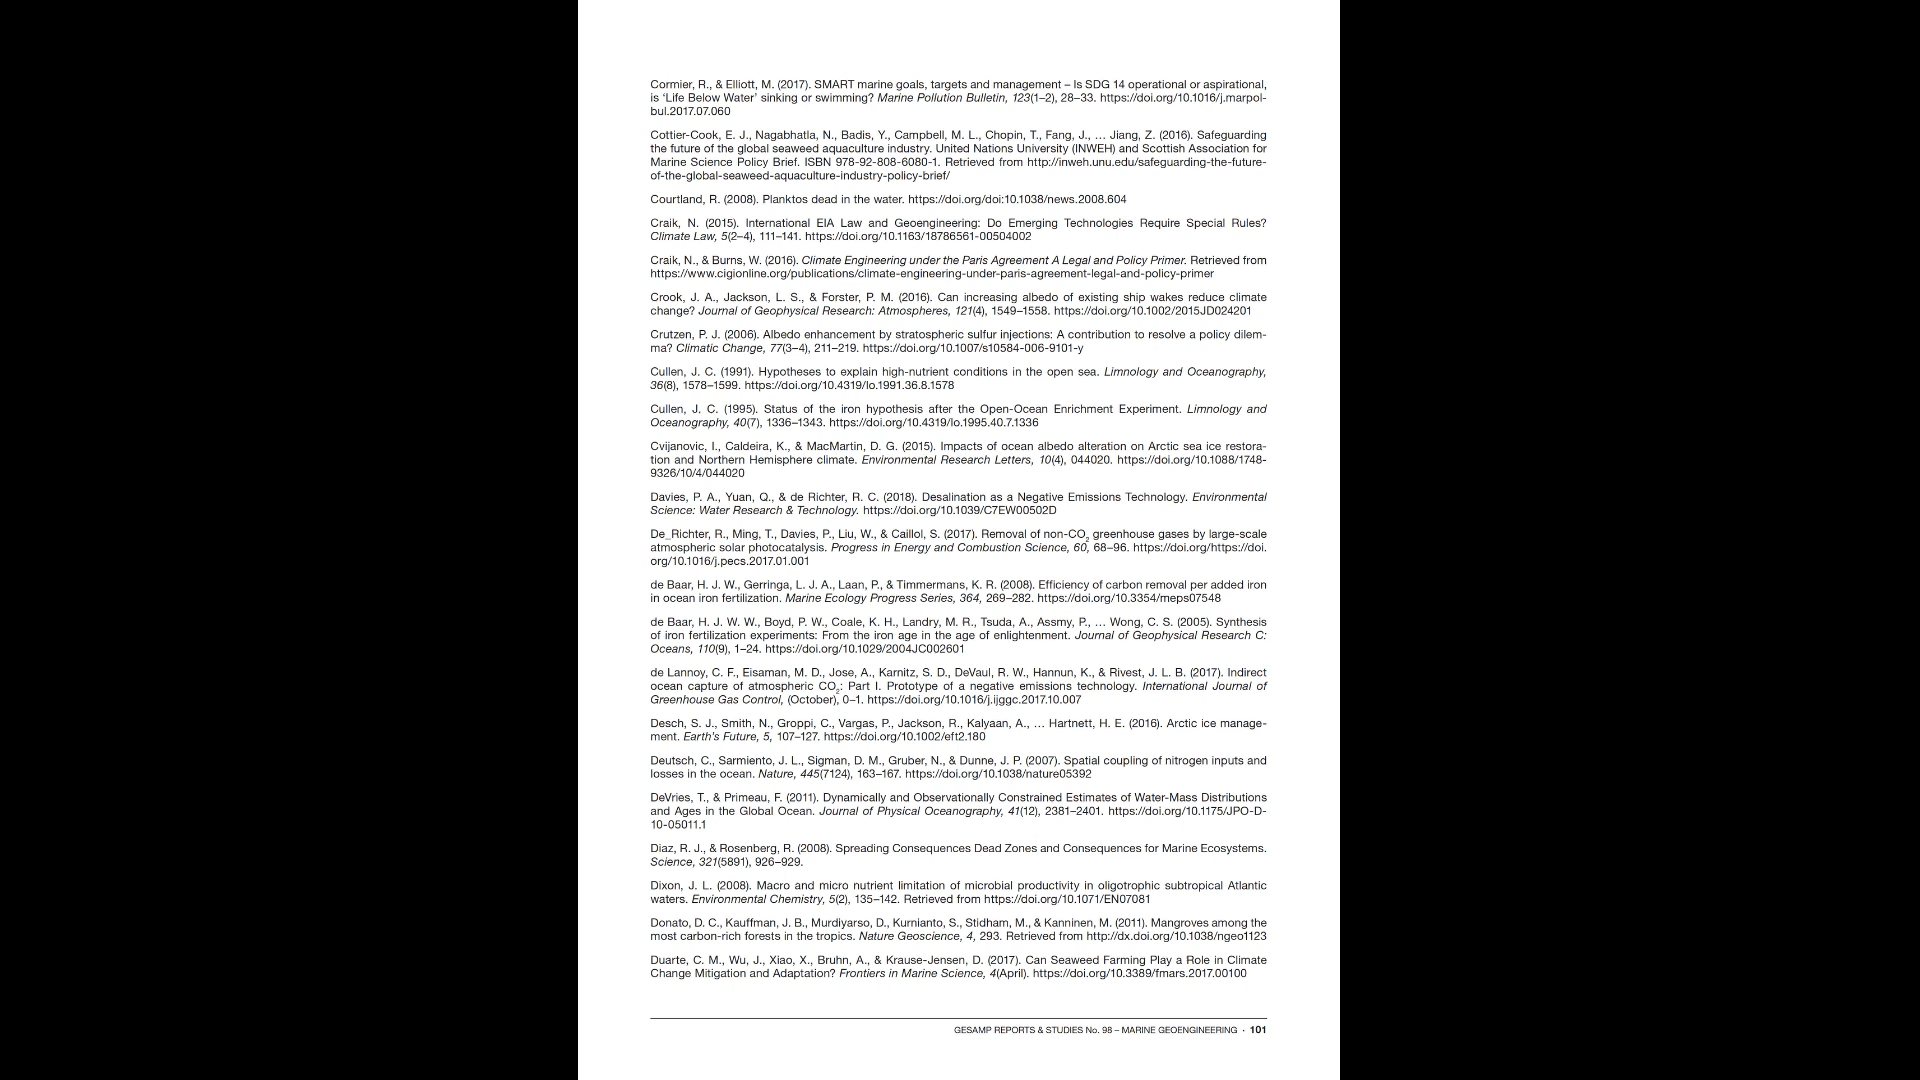 Cormier, R., & Elliott, M. (2017). SMART marine goals, targets and management – Is SDG 14 operational or aspirational,
is ‘Life Below Water’ sinking or swimming? Marine Pollution Bulletin, 123(1–2), 28–33. https://doi.org/10.1016/j.marpol-
bul.2017.07.060
Cottier-Cook, E. J., Nagabhatla, N., Badis, Y., Campbell, M. L., Chopin, T., Fang, J., … Jiang, Z. (2016). Safeguarding
the future of the global seaweed aquaculture industry. United Nations University (INWEH) and Scottish Association for
Marine Science Policy Brief. ISBN 978-92-808-6080-1. Retrieved from http://inweh.unu.edu/safeguarding-the-future-
of-the-global-seaweed-aquaculture-industry-policy-brief/
Courtland, R. (2008). Planktos dead in the water. https://doi.org/doi:10.1038/news.2008.604
Craik, N. (2015). International EIA Law and Geoengineering: Do Emerging Technologies Require Special Rules?
Climate Law, 5(2–4), 111–141. https://doi.org/10.1163/18786561-00504002
Craik, N., & Burns, W. (2016). Climate Engineering under the Paris Agreement A Legal and Policy Primer. Retrieved from
https://www.cigionline.org/publications/climate-engineering-under-paris-agreement-legal-and-policy-primer
Crook, J. A., Jackson, L. S., & Forster, P. M. (2016). Can increasing albedo of existing ship wakes reduce climate
change? Journal of Geophysical Research: Atmospheres, 121(4), 1549–1558. https://doi.org/10.1002/2015JD024201
Crutzen, P. J. (2006). Albedo enhancement by stratospheric sulfur injections: A contribution to resolve a policy dilem-
ma? Climatic Change, 77(3–4), 211–219. https://doi.org/10.1007/s10584-006-9101-y
Cullen, J. C. (1991). Hypotheses to explain high-nutrient conditions in the open sea. Limnology and Oceanography,
36(8), 1578–1599. https://doi.org/10.4319/lo.1991.36.8.1578
Cullen, J. C. (1995). Status of the iron hypothesis after the Open-Ocean Enrichment Experiment. Limnology and
Oceanography, 40(7), 1336–1343. https://doi.org/10.4319/lo.1995.40.7.1336
Cvijanovic, I., Caldeira, K., & MacMartin, D. G. (2015). Impacts of ocean albedo alteration on Arctic sea ice restora-
tion and Northern Hemisphere climate. Environmental Research Letters, 10(4), 044020. https://doi.org/10.1088/1748-
9326/10/4/044020
Davies, P. A., Yuan, Q., & de Richter, R. C. (2018). Desalination as a Negative Emissions Technology. Environmental
Science: Water Research & Technology. https://doi.org/10.1039/C7EW00502D
De_Richter, R., Ming, T., Davies, P., Liu, W., & Caillol, S. (2017). Removal of non-CO₂ greenhouse gases by large-scale
atmospheric solar photocatalysis. Progress in Energy and Combustion Science, 60, 68–96. https://doi.org/https://doi.
org/10.1016/j.pecs.2017.01.001
de Baar, H. J. W., Gerringa, L. J. A., Laan, P., & Timmermans, K. R. (2008). Efficiency of carbon removal per added iron
in ocean iron fertilization. Marine Ecology Progress Series, 364, 269–282. https://doi.org/10.3354/meps07548
de Baar, H. J. W. W., Boyd, P. W., Coale, K. H., Landry, M. R., Tsuda, A., Assmy, P., … Wong, C. S. (2005). Synthesis
of iron fertilization experiments: From the iron age in the age of enlightenment. Journal of Geophysical Research C:
Oceans, 110(9), 1–24. https://doi.org/10.1029/2004JC002601
de Lannoy, C. F., Eisaman, M. D., Jose, A., Karnitz, S. D., DeVaul, R. W., Hannun, K., & Rivest, J. L. B. (2017). Indirect
ocean capture of atmospheric CO₂: Part I. Prototype of a negative emissions technology. International Journal of
Greenhouse Gas Control, (October), 0–1. https://doi.org/10.1016/j.ijggc.2017.10.007
Desch, S. J., Smith, N., Groppi, C., Vargas, P., Jackson, R., Kalyaan, A., … Hartnett, H. E. (2016). Arctic ice manage-
ment. Earth’s Future, 5, 107–127. https://doi.org/10.1002/eft2.180
Deutsch, C., Sarmiento, J. L., Sigman, D. M., Gruber, N., & Dunne, J. P. (2007). Spatial coupling of nitrogen inputs and
losses in the ocean. Nature, 445(7124), 163–167. https://doi.org/10.1038/nature05392
DeVries, T., & Primeau, F. (2011). Dynamically and Observationally Constrained Estimates of Water-Mass Distributions
and Ages in the Global Ocean. Journal of Physical Oceanography, 41(12), 2381–2401. https://doi.org/10.1175/JPO-D-
10-05011.1
Diaz, R. J., & Rosenberg, R. (2008). Spreading Consequences Dead Zones and Consequences for Marine Ecosystems.
Science, 321(5891), 926–929.
Dixon, J. L. (2008). Macro and micro nutrient limitation of microbial productivity in oligotrophic subtropical Atlantic
waters. Environmental Chemistry, 5(2), 135–142. Retrieved from https://doi.org/10.1071/EN07081
Donato, D. C., Kauffman, J. B., Murdiyarso, D., Kurnianto, S., Stidham, M., & Kanninen, M. (2011). Mangroves among the
most carbon-rich forests in the tropics. Nature Geoscience, 4, 293. Retrieved from http://dx.doi.org/10.1038/ngeo1123
Duarte, C. M., Wu, J., Xiao, X., Bruhn, A., & Krause-Jensen, D. (2017). Can Seaweed Farming Play a Role in Climate
Change Mitigation and Adaptation? Frontiers in Marine Science, 4(April). https://doi.org/10.3389/fmars.2017.00100
GESAMP REPORTS & STUDIES No. 98 – MARINE GEOENGINEERING · 101